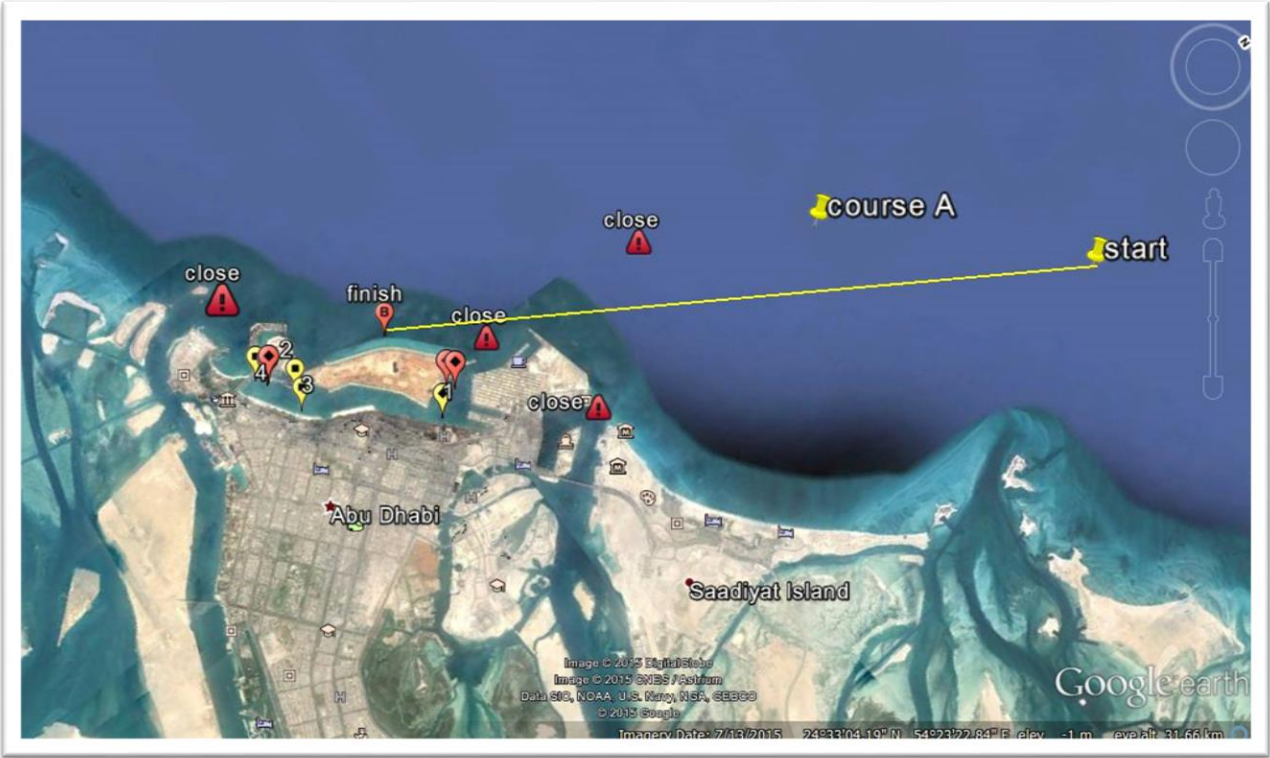 N
course A
close
start
close
finish
B
close
2
4
3
1
close
H
H
H
Abu Dhabi
Saadiyat Island
H
Image © 2015 DigitalGlobe
Image © 2015 CNES / Astrium
Data SIO, NOAA, U.S. Navy, NGA, GEBCO
© 2015 Google
Google earth
Imagery Date: 7/13/2015 24°33'04.19" N 54°23'22.84" E elev -1 m eye alt 31.66 km